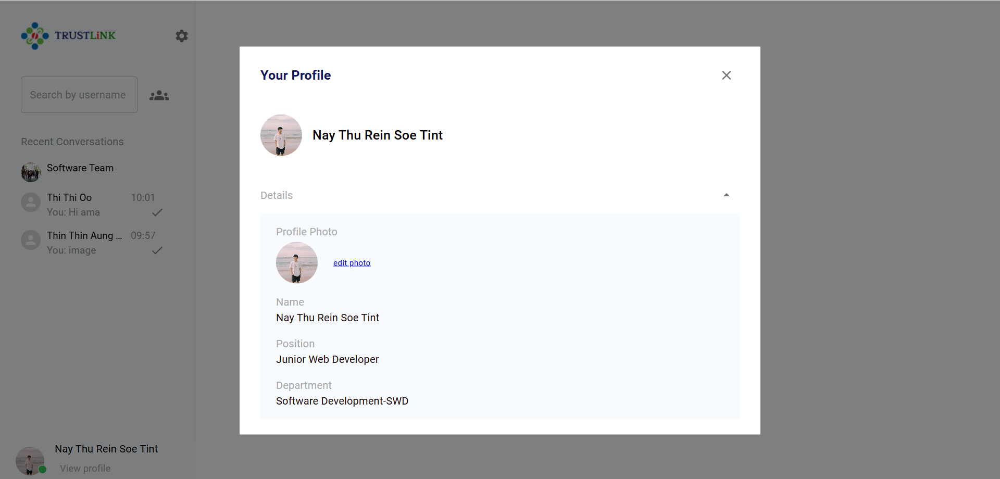 TRUSTLiNK
Search by username
Recent Conversations
Software Team
Thi Thi Oo 10:01
You: Hi ama
Thin Thin Aung ... 09:57
You: image
Nay Thu Rein Soe Tint
View profile
Your Profile
Nay Thu Rein Soe Tint
Details
Profile Photo
edit photo
Name
Nay Thu Rein Soe Tint
Position
Junior Web Developer
Department
Software Development-SWD